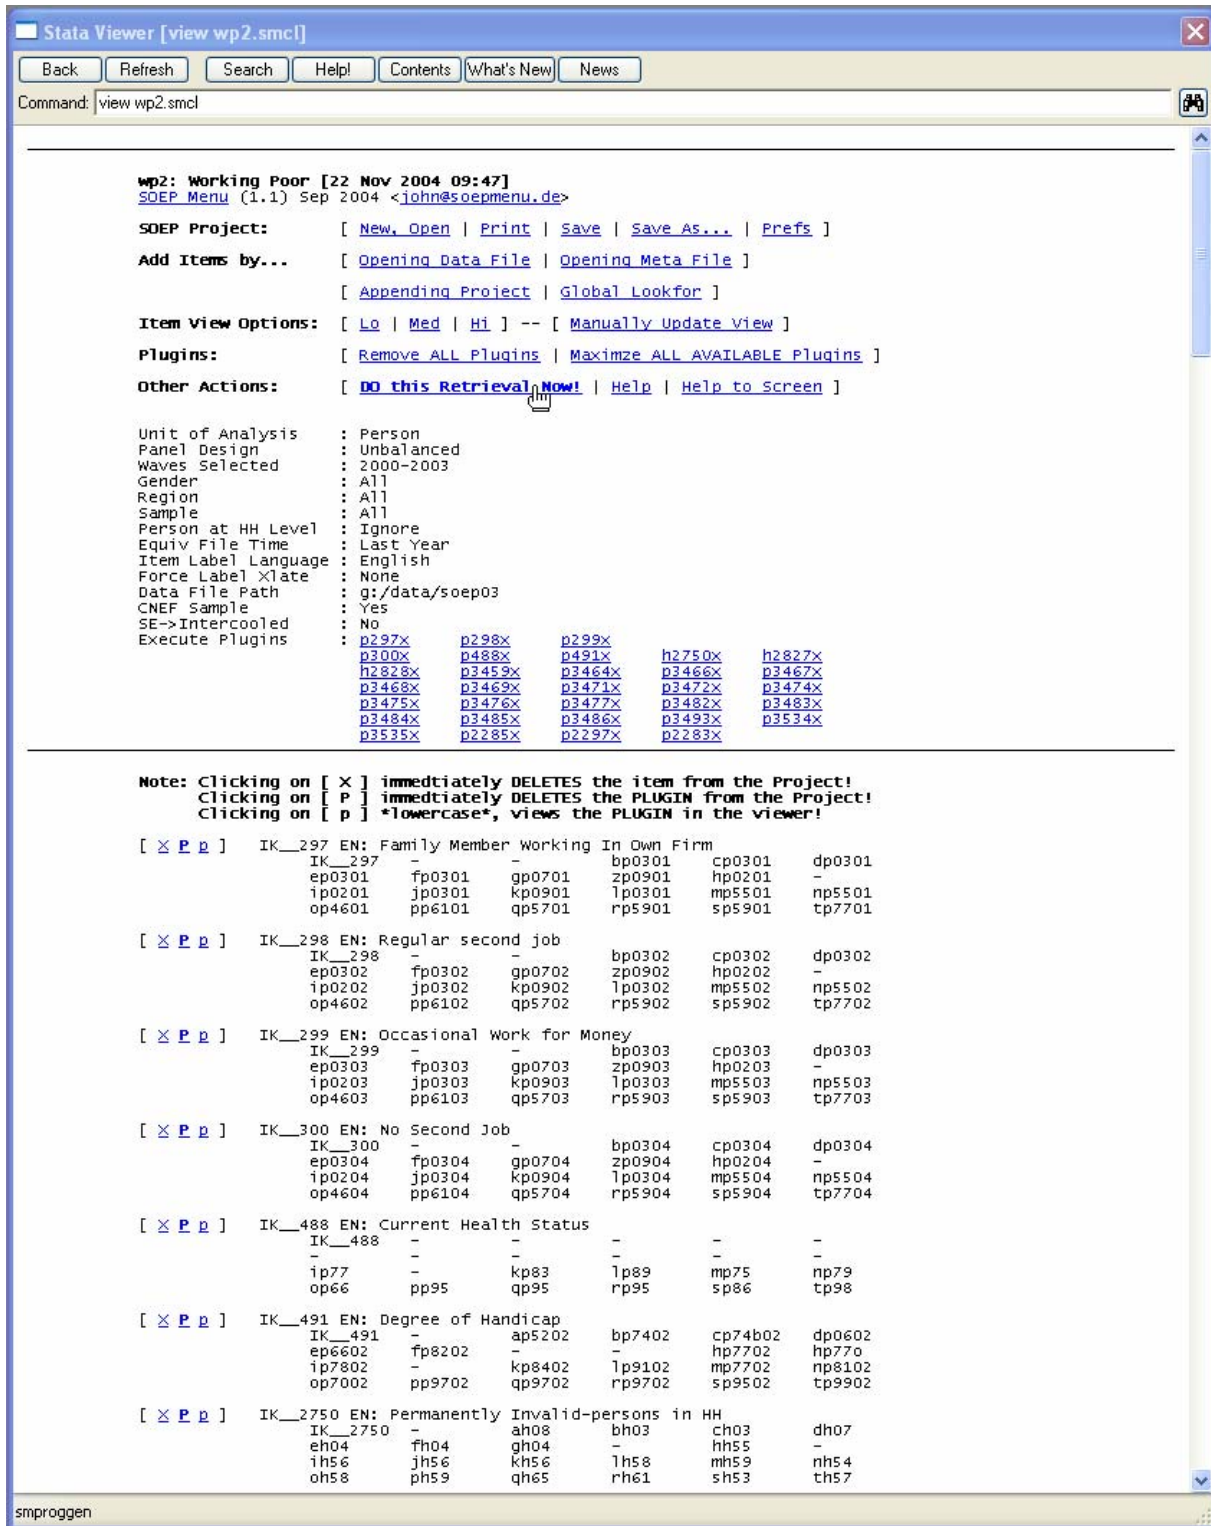 Stata Viewer [view wp2.smcl]
Back Refresh Search Help! Contents What's New News
Command: view wp2.smcl
wp2: Working Poor [22 Nov 2004 09:47]
SOEP Menu (1.1) Sep 2004 <john@soepmenu.de>
SOEP Project: [ New, Open | Print | Save | Save As... | Prefs ]
Add Items by... [ Opening Data File | Opening Meta File ]
[ Appending Project | Global Lookfor ]
Item View Options: [ Lo | Med | Hi ] -- [ Manually Update View ]
Plugins: [ Remove ALL Plugins | Maximze ALL AVAILABLE Plugins ]
Other Actions: [ DO this Retrieval Now! | Help | Help to Screen ]
Unit of Analysis : Person
Panel Design : Unbalanced
Waves Selected : 2000-2003
Gender : All
Region : All
Sample : All
Person at HH Level : Ignore
Equiv File Time : Last Year
Item Label Language : English
Force Label Xlate : None
Data File Path : g:/data/soep03
CNEF Sample : Yes
SE->Intercooled : No
Execute Plugins : p297x p298x p299x
p300x p488x p491x h2750x h2827x
h2828x p3459x p3464x p3466x p3467x
p3468x p3469x p3471x p3472x p3474x
p3475x p3476x p3477x p3482x p3483x
p3484x p3485x p3486x p3493x p3534x
p3535x p2285x p2297x p2283x
Note: Clicking on [ X ] immedtiately DELETES the item from the Project!
Clicking on [ P ] immedtiately DELETES the PLUGIN from the Project!
Clicking on [ p ] *lowercase*, views the PLUGIN in the viewer!
[ X P p ] IK__297 EN: Family Member Working In Own Firm
IK__297 - - bp0301 cp0301 dp0301
ep0301 fp0301 gp0701 zp0901 hp0201 -
ip0201 jp0301 kp0901 lp0301 mp5501 np5501
op4601 pp6101 qp5701 rp5901 sp5901 tp7701
[ X P p ] IK__298 EN: Regular second job
IK__298 - - bp0302 cp0302 dp0302
ep0302 fp0302 gp0702 zp0902 hp0202 -
ip0202 jp0302 kp0902 lp0302 mp5502 np5502
op4602 pp6102 qp5702 rp5902 sp5902 tp7702
[ X P p ] IK__299 EN: Occasional Work for Money
IK__299 - - bp0303 cp0303 dp0303
ep0303 fp0303 gp0703 zp0903 hp0203 -
ip0203 jp0303 kp0903 lp0303 mp5503 np5503
op4603 pp6103 qp5703 rp5903 sp5903 tp7703
[ X P p ] IK__300 EN: No Second Job
IK__300 - - bp0304 cp0304 dp0304
ep0304 fp0304 gp0704 zp0904 hp0204 -
ip0204 jp0304 kp0904 lp0304 mp5504 np5504
op4604 pp6104 qp5704 rp5904 sp5904 tp7704
[ X P p ] IK__488 EN: Current Health Status
IK__488 - - - - -
- - - - - -
ip77 - kp83 lp89 mp75 np79
op66 pp95 qp95 rp95 sp86 tp98
[ X P p ] IK__491 EN: Degree of Handicap
IK__491 - ap5202 bp7402 cp74b02 dp0602
ep6602 fp8202 - - hp7702 hp77o
ip7802 - kp8402 lp9102 mp7702 np8102
op7002 pp9702 qp9702 rp9702 sp9502 tp9902
[ X P p ] IK__2750 EN: Permanently Invalid-persons in HH
IK__2750 - ah08 bh03 ch03 dh07
eh04 fh04 gh04 - hh55 -
ih56 jh56 kh56 lh58 mh59 nh54
oh58 ph59 qh65 rh61 sh53 th57
smproggen